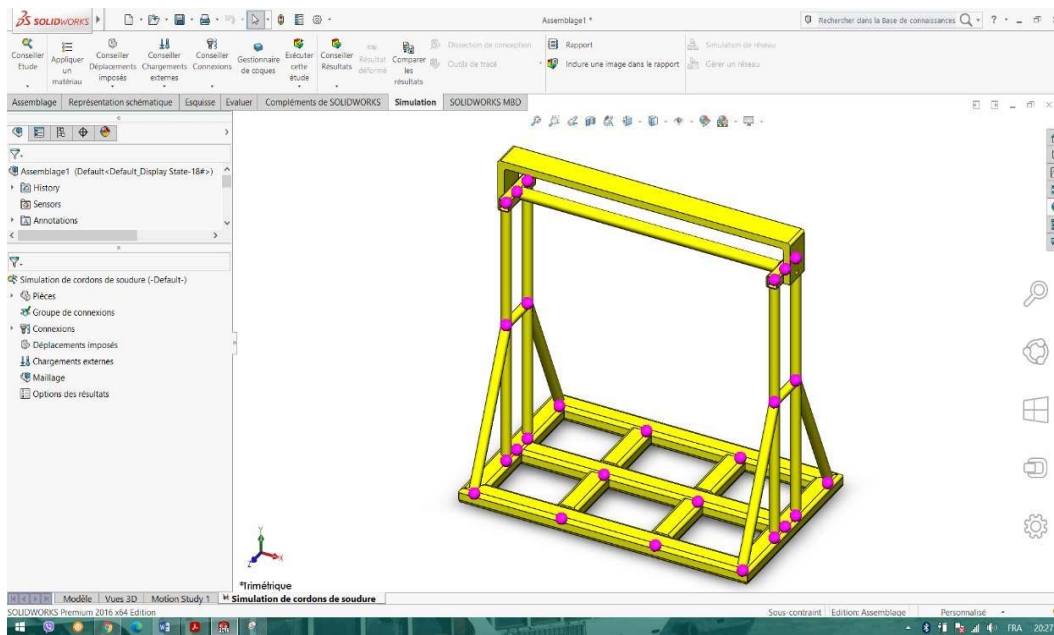 SOLIDWORKS
Assemblage1 *
Rechercher dans la Base de connaissances
Conseiller Etude
Appliquer un matériau
Conseiller Déplacements imposés
Conseiller Chargements externes
Conseiller Connexions
Gestionnaire de coques
Exécuter cette étude
Conseiller Résultats
Résultat déformé
Comparer les résultats
Dissection de conception
Outils de tracé
Rapport
Indure une image dans le rapport
Simulation de réseau
Gérer un réseau
Assemblage
Représentation schématique
Esquisse
Evaluer
Compléments de SOLIDWORKS
Simulation
SOLIDWORKS MBD
Assemblage1 (Default<Default_Display State-18#>)
History
Sensors
Annotations
Simulation de cordons de soudure (-Default-)
Pièces
Groupe de connexions
Connexions
Déplacements imposés
Chargements externes
Maillage
Options des résultats
Y
Z
X
*Trimétrique
Modèle
Vues 3D
Motion Study 1
Simulation de cordons de soudure
SOLIDWORKS Premium 2016 x64 Edition
Sous-contraint
Edition: Assemblage
Personnalisé
FRA
20:27